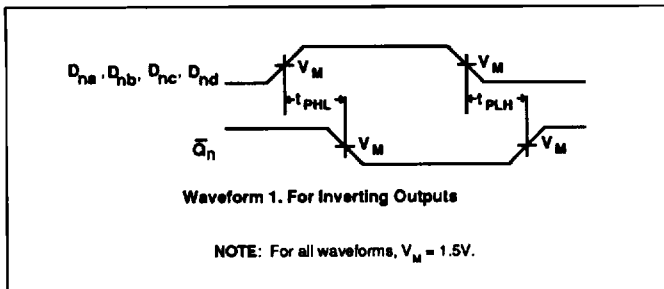 Dna, Dnb, Dnc, Dnd
VM
VM
tPHL
tPLH
Q̄n
VM
VM
Waveform 1. For Inverting Outputs
NOTE: For all waveforms, VM = 1.5V.